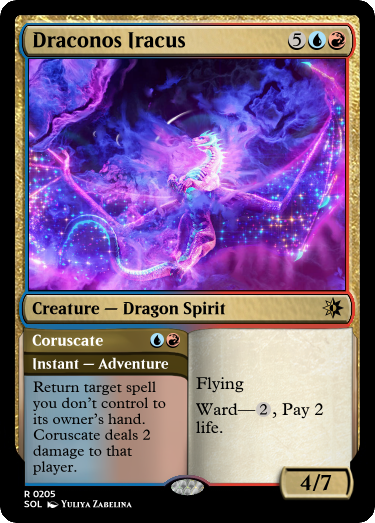 Draconos Iracus 5
Creature — Dragon Spirit
Coruscate
Instant — Adventure
Return target spell
you don't control to
its owner's hand.
Coruscate deals 2
damage to that
player.
Flying
Ward—2, Pay 2
life.
4/7
R 0205
SOL Yuliya Zabelina